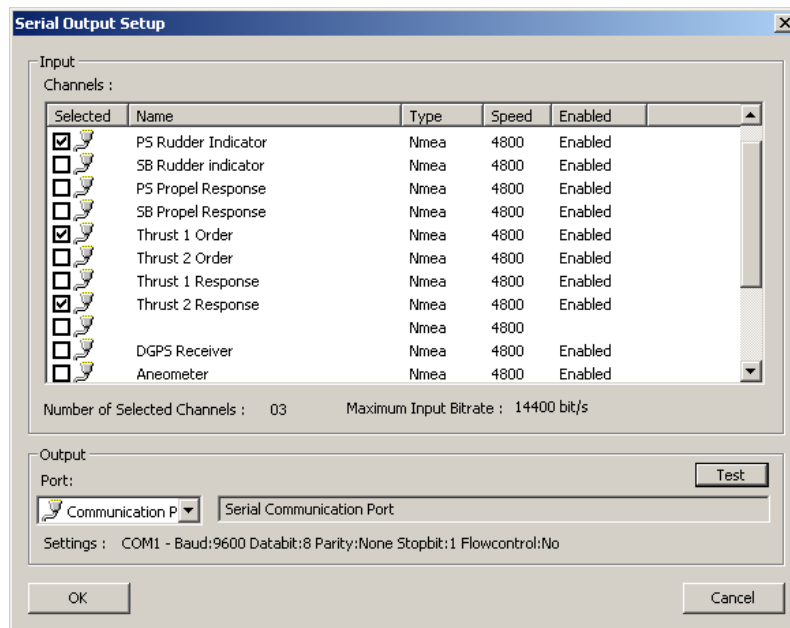 Serial Output Setup
Input
Channels :
Selected Name Type Speed Enabled
PS Rudder Indicator Nmea 4800 Enabled
SB Rudder indicator Nmea 4800 Enabled
PS Propel Response Nmea 4800 Enabled
SB Propel Response Nmea 4800 Enabled
Thrust 1 Order Nmea 4800 Enabled
Thrust 2 Order Nmea 4800 Enabled
Thrust 1 Response Nmea 4800 Enabled
Thrust 2 Response Nmea 4800 Enabled
Nmea 4800
DGPS Receiver Nmea 4800 Enabled
Aneometer Nmea 4800 Enabled
Number of Selected Channels : 03 Maximum Input Bitrate : 14400 bit/s
Output
Test
Port:
Communication P Serial Communication Port
Settings : COM1 - Baud:9600 Databit:8 Parity:None Stopbit:1 Flowcontrol:No
OK Cancel